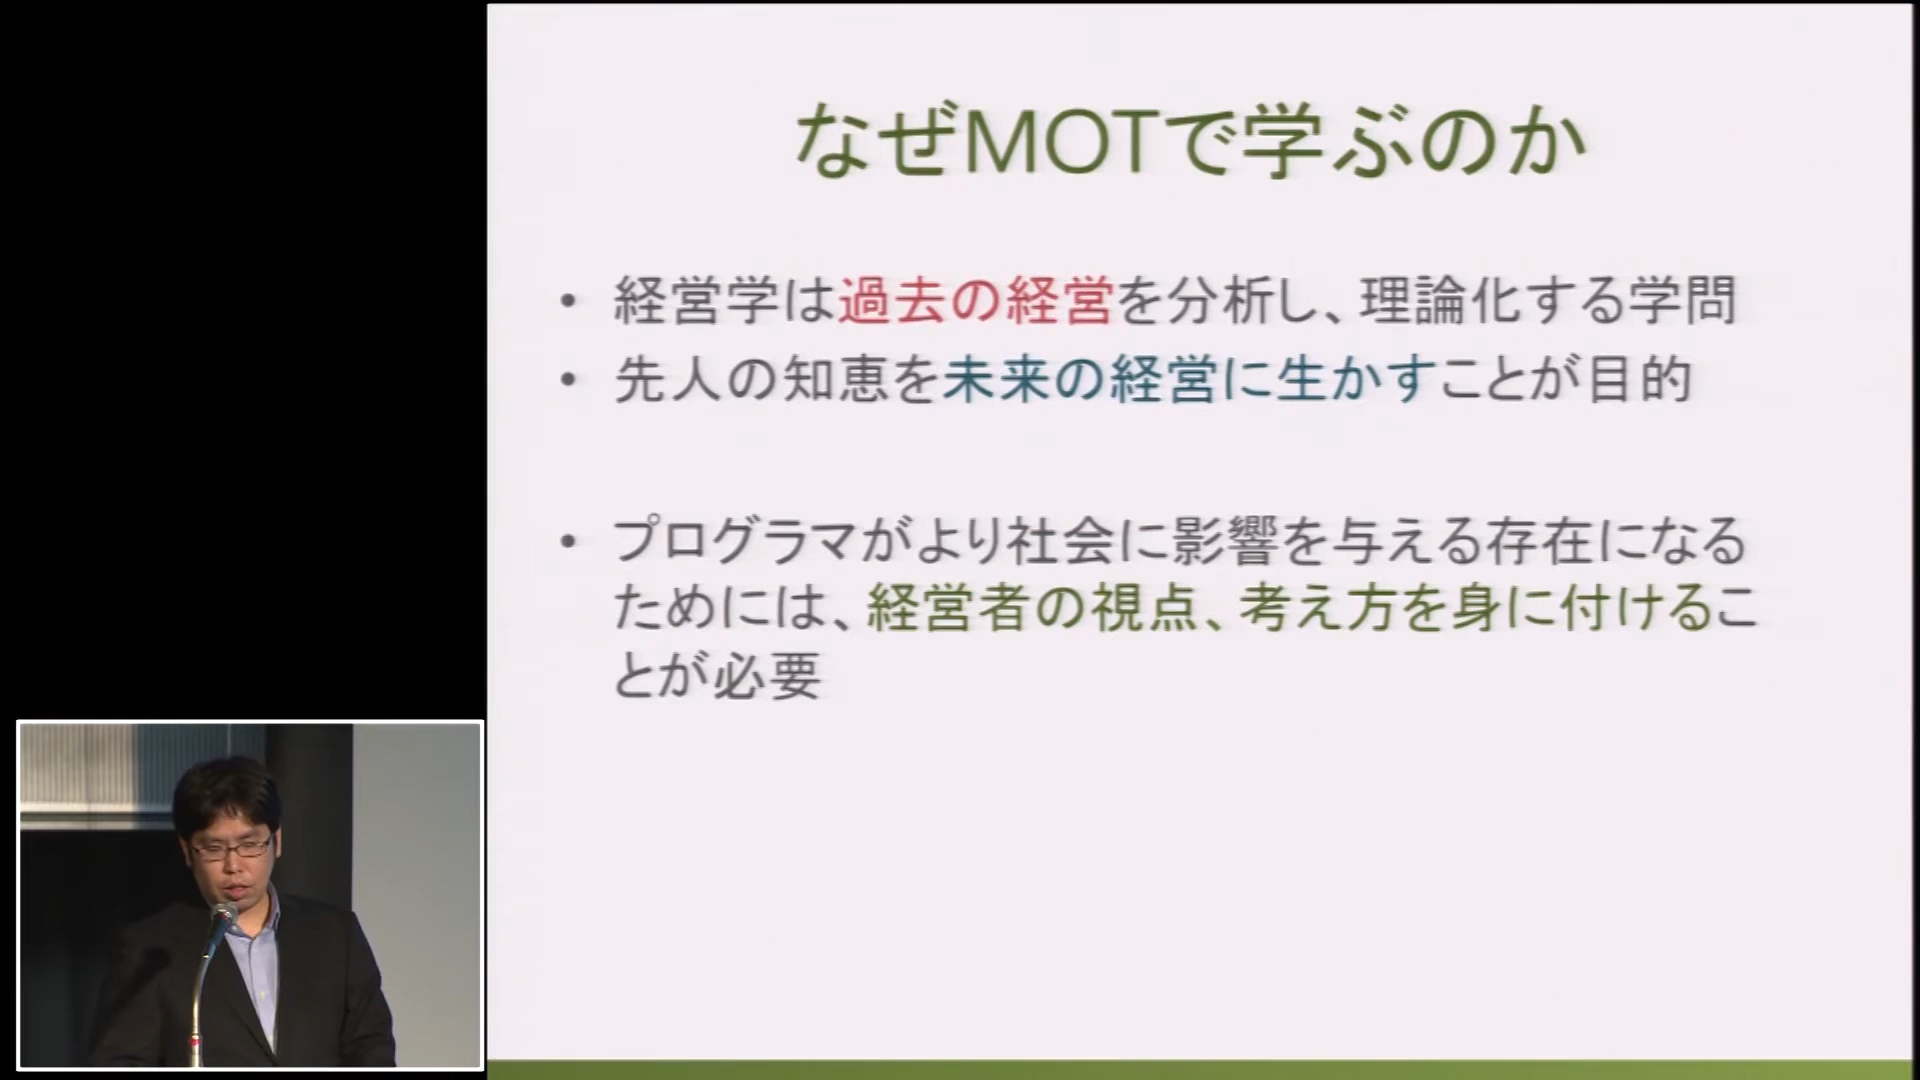 なぜMOTで学ぶのか
• 経営学は過去の経営を分析し、理論化する学問
• 先人の知恵を未来の経営に生かすことが目的
• プログラマがより社会に影響を与える存在になる
ためには、経営者の視点、考え方を身に付けるこ
とが必要